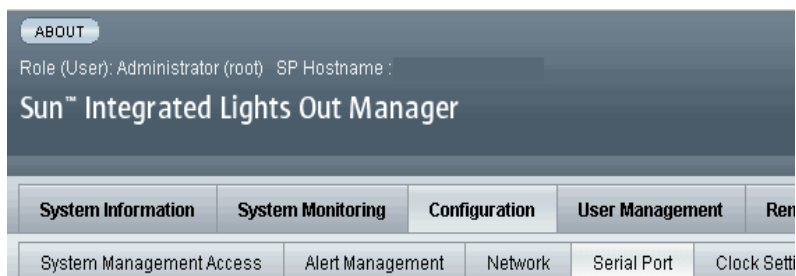 ABOUT
Role (User): Administrator (root) SP Hostname :
Sun™ Integrated Lights Out Manager
System Information System Monitoring Configuration User Management
System Management Access Alert Management Network Serial Port Clock